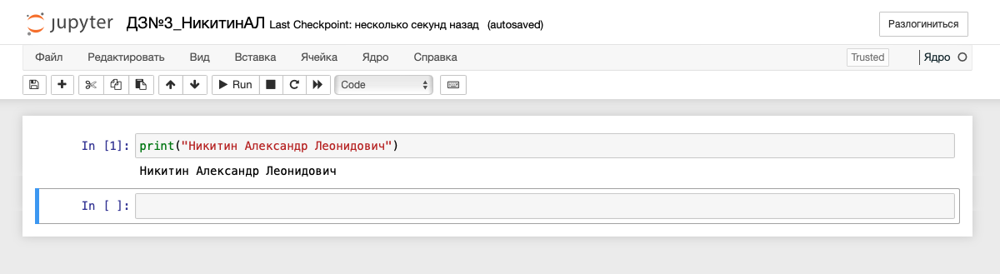 jupyter ДЗ№3_НикитинАЛ Last Checkpoint: несколько секунд назад (autosaved) Разлогиниться
Файл Редактировать Вид Вставка Ячейка Ядро Справка Trusted Ядро
Run Code
In [1]: print("Никитин Александр Леонидович")
Никитин Александр Леонидович
In [ ]: